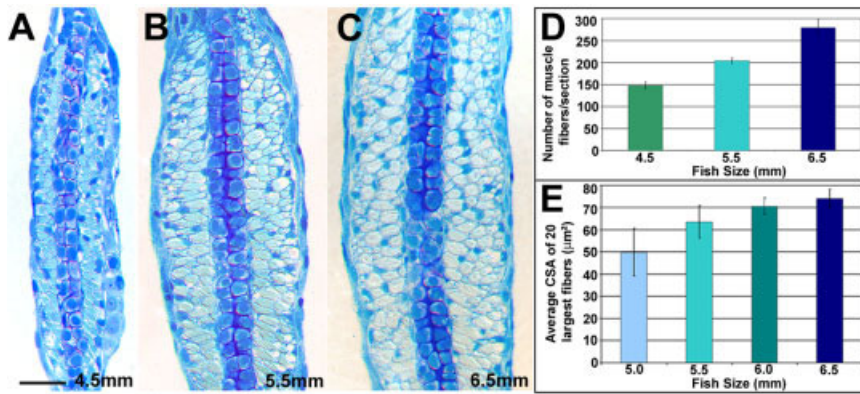 A
4.5mm
B
5.5mm
C
6.5mm
D
Number of muscle
fibers/section
300
250
200
150
100
50
0
4.5 5.5 6.5
Fish Size (mm)
E
Average CSA of 20
largest fibers (µm²)
80
70
60
50
40
30
20
10
0
5.0 5.5 6.0 6.5
Fish Size (mm)